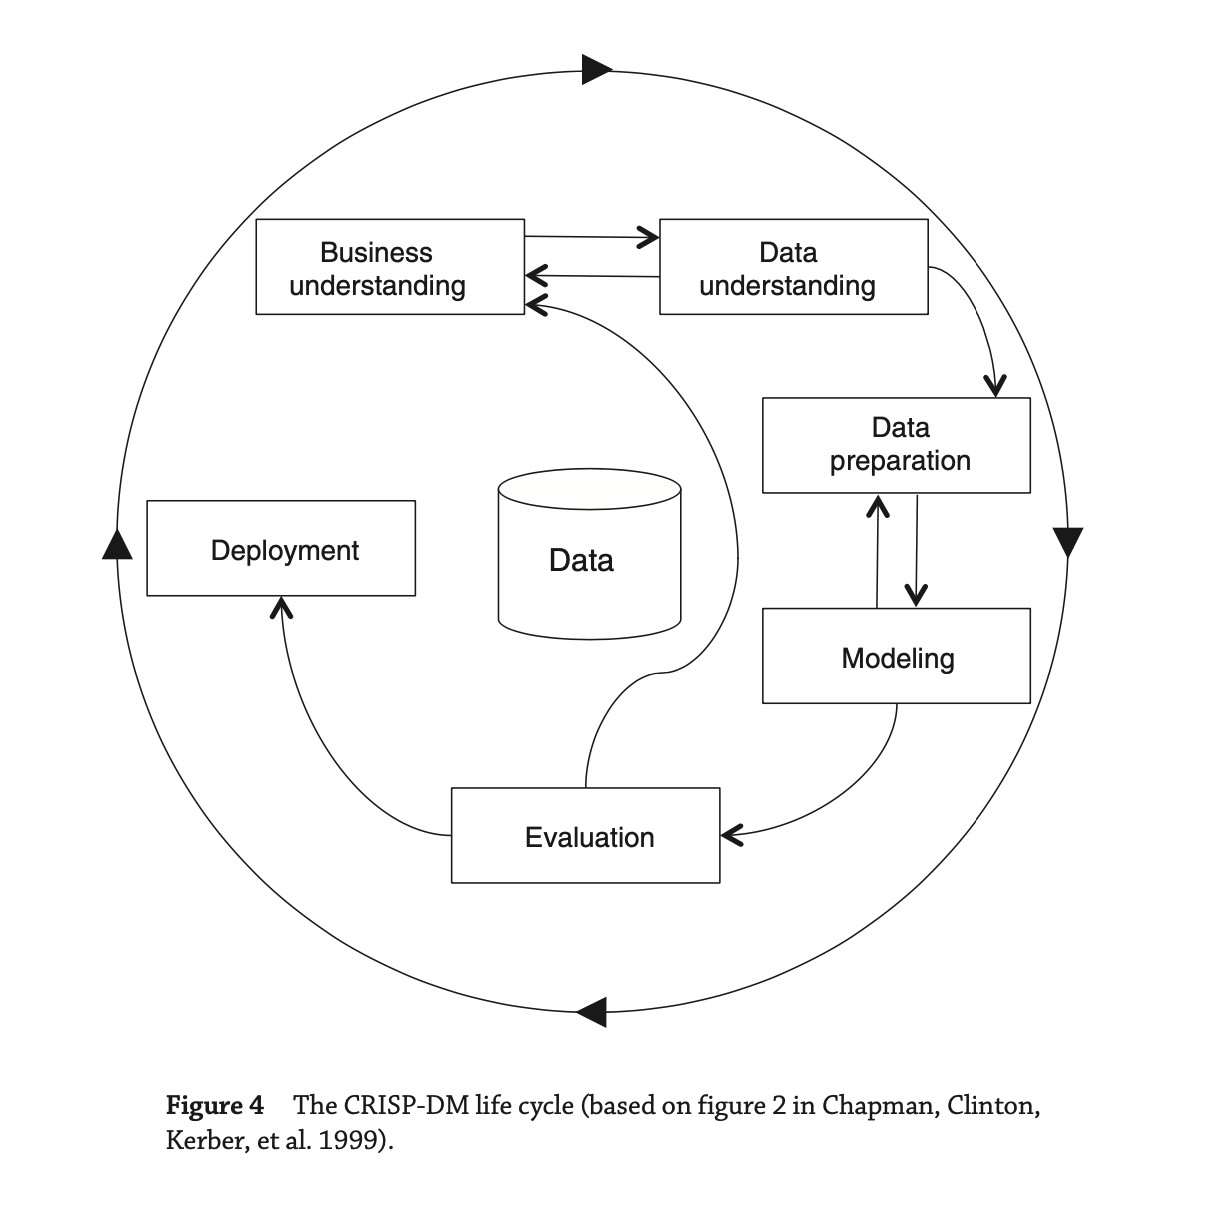 Business
understanding
Data
understanding
Data
preparation
Deployment
Data
Modeling
Evaluation
Figure 4 The CRISP-DM life cycle (based on figure 2 in Chapman, Clinton,
Kerber, et al. 1999).